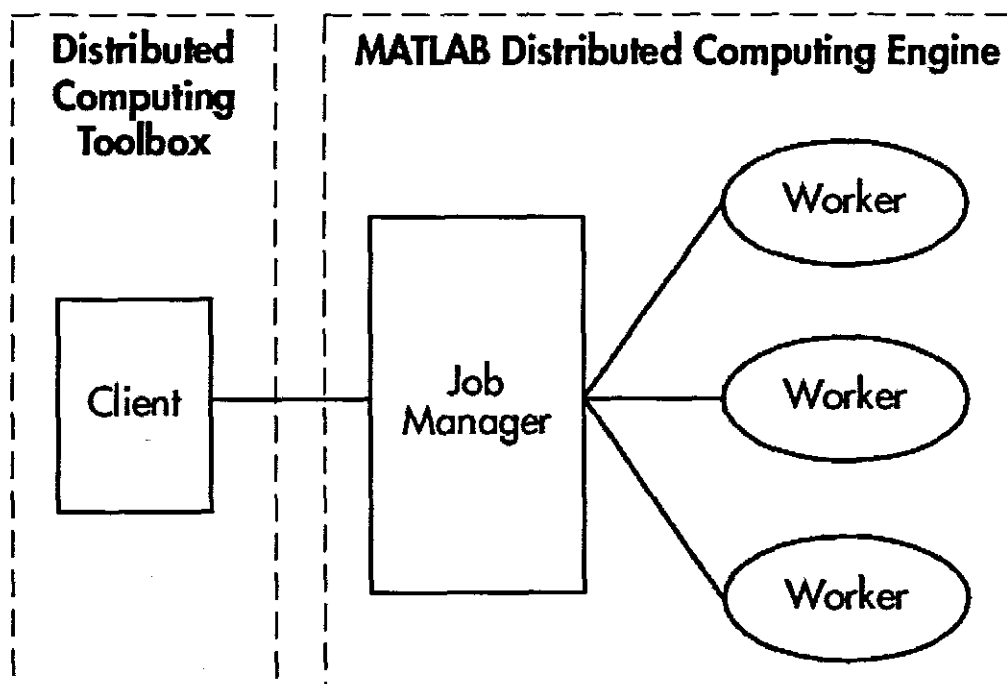 Distributed
Computing
Toolbox
MATLAB Distributed Computing Engine
Client
Job
Manager
Worker
Worker
Worker